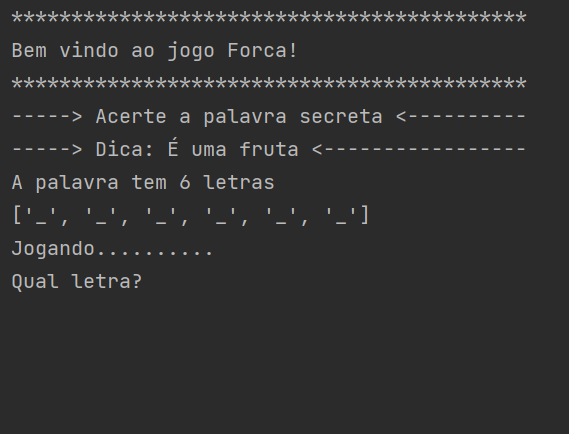 *******************************************
Bem vindo ao jogo Forca!
*******************************************
-----> Acerte a palavra secreta <----------
-----> Dica: É uma fruta <-----------------
A palavra tem 6 letras
['_', '_', '_', '_', '_', '_']
Jogando..........
Qual letra?